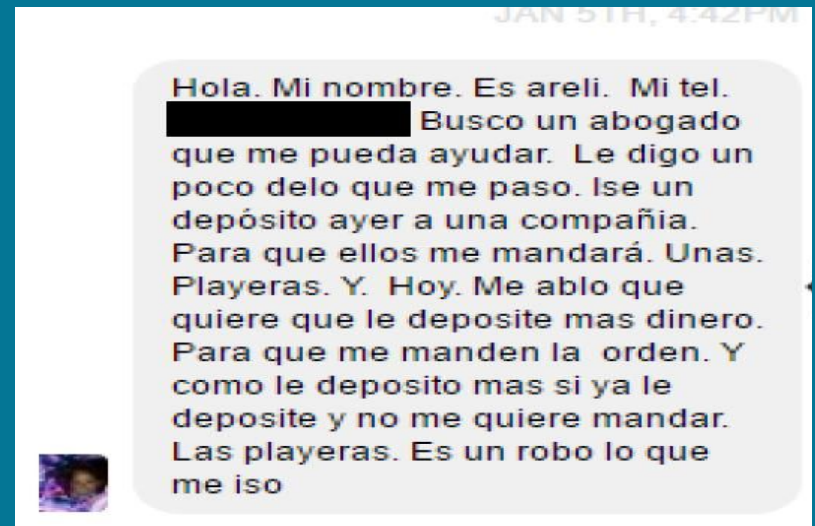 JAN 5TH, 4:42PM
Hola. Mi nombre. Es areli.  Mi tel.
Busco un abogado
que me pueda ayudar.  Le digo un
poco delo que me paso. Ise un
depósito ayer a una compañia.
Para que ellos me mandará. Unas.
Playeras. Y.  Hoy. Me ablo que
quiere que le deposite mas dinero.
Para que me manden la  orden. Y
como le deposito mas si ya le
deposite y no me quiere mandar.
Las playeras. Es un robo lo que
me iso